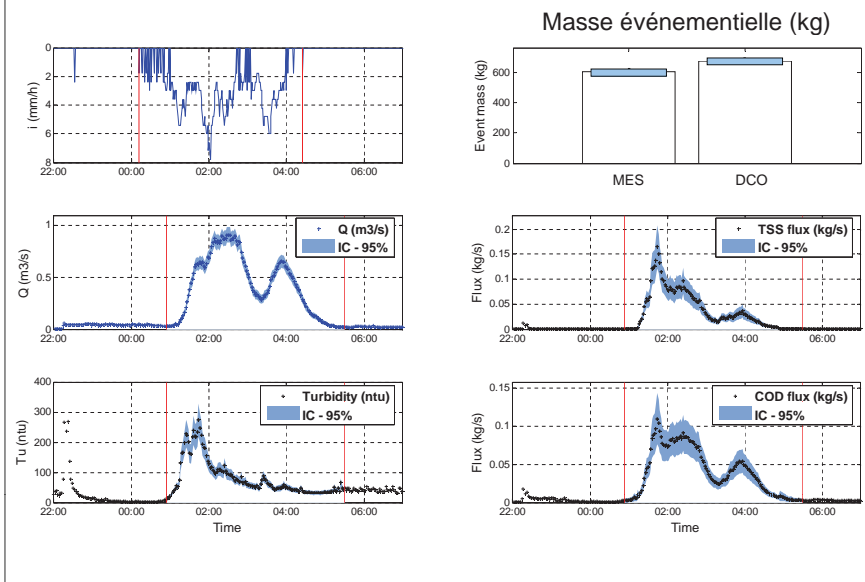 Masse événementielle (kg)
i (mm/h)
0
2
4
6
8
22:00 00:00 02:00 04:00 06:00
Event mass (kg)
600
400
200
0
MES DCO
Q (m3/s)
1
0.5
0
Q (m3/s)
IC - 95%
22:00 00:00 02:00 04:00 06:00
Flux (kg/s)
0.2
0.15
0.1
0.05
0
TSS flux (kg/s)
IC - 95%
22:00 00:00 02:00 04:00 06:00
Tu (ntu)
400
300
200
100
0
Turbidity (ntu)
IC - 95%
22:00 00:00 02:00 04:00 06:00
Time
Flux (kg/s)
0.15
0.1
0.05
0
COD flux (kg/s)
IC - 95%
22:00 00:00 02:00 04:00 06:00
Time